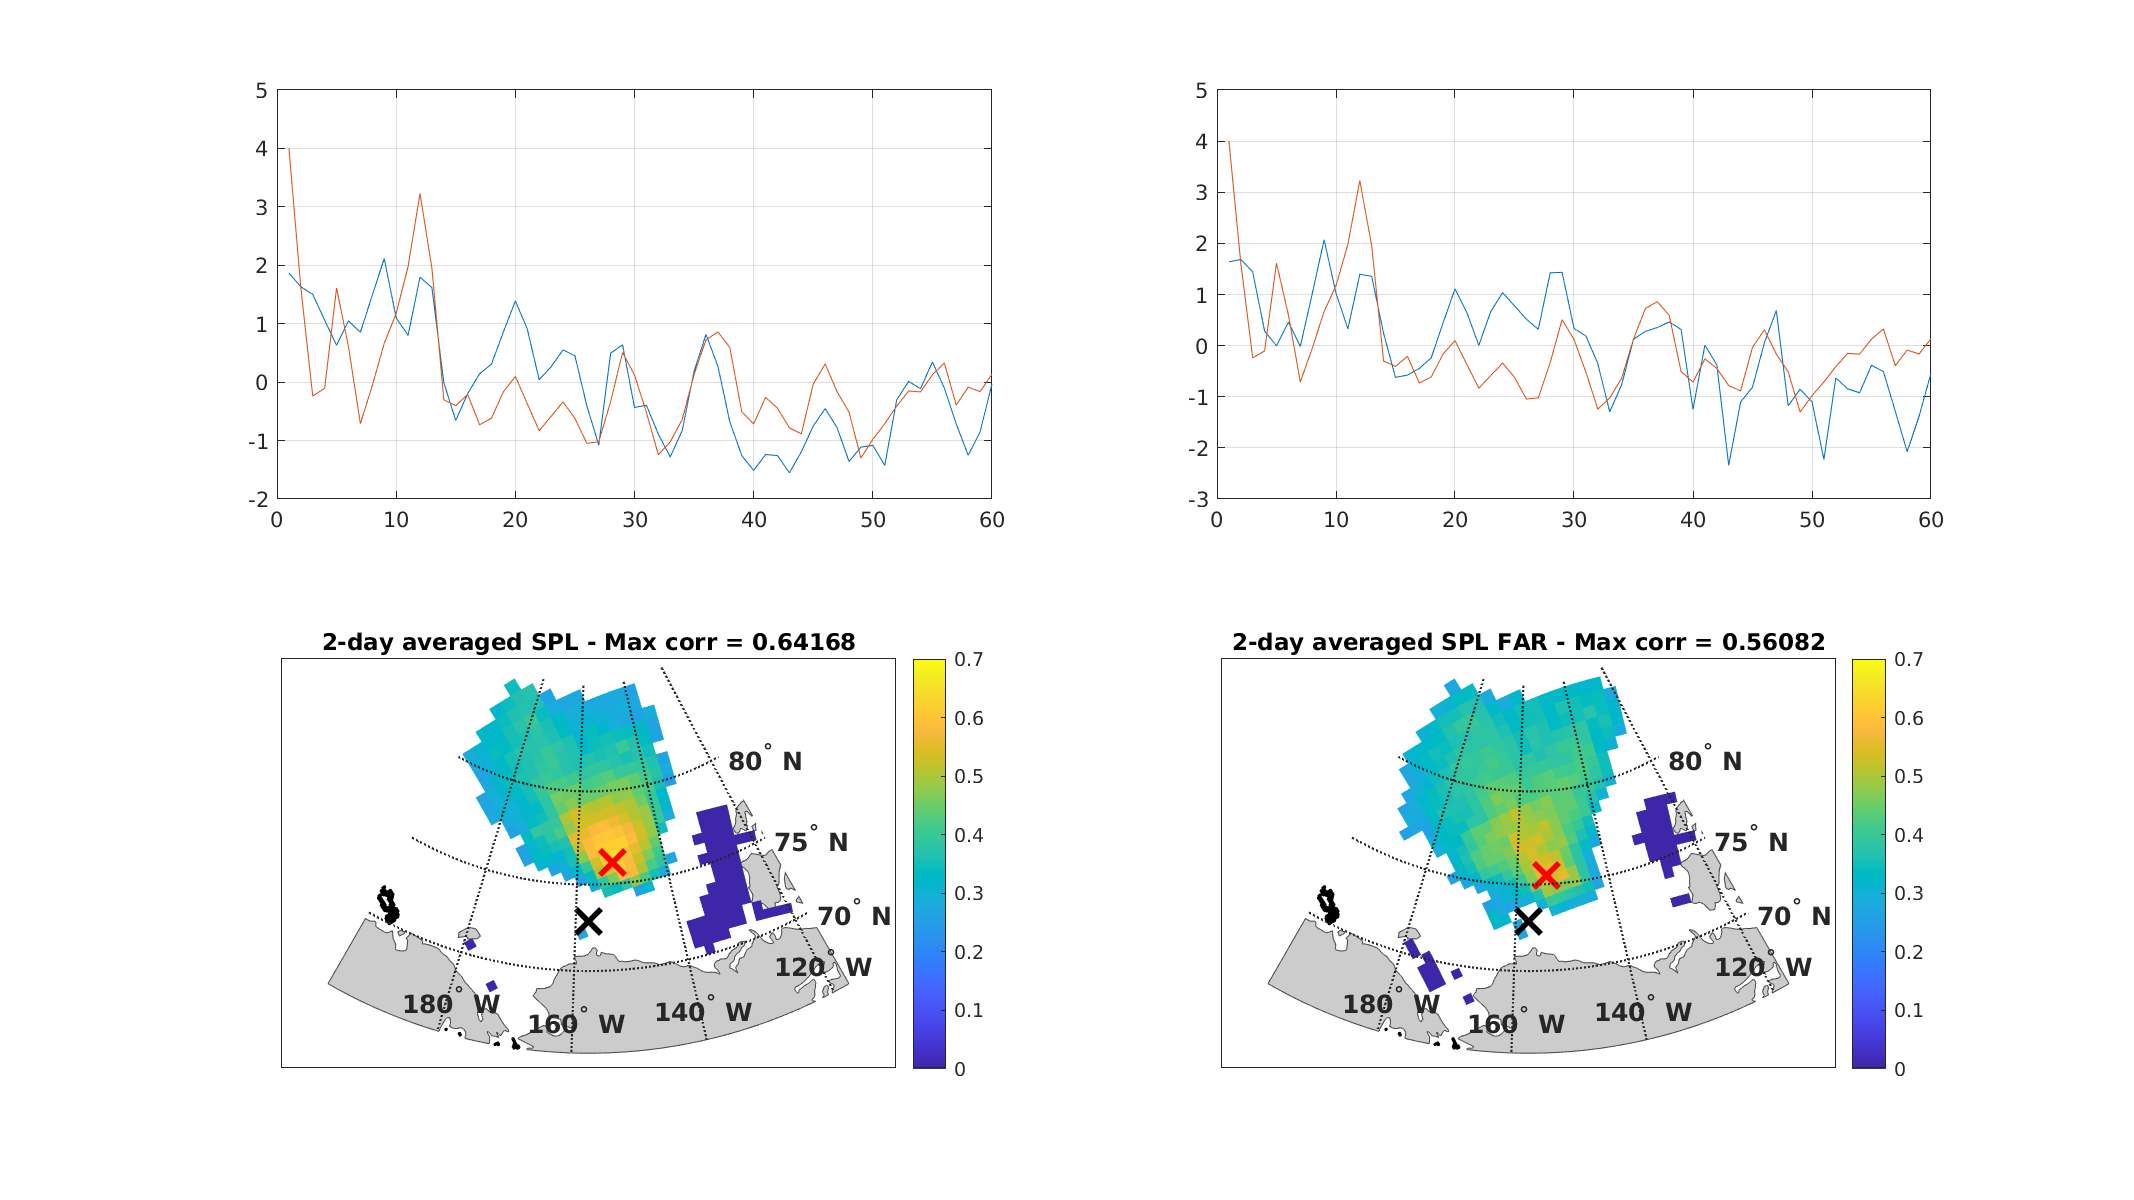 5
4
3
2
1
0
-1
-2
0 10 20 30 40 50 60
5
4
3
2
1
0
-1
-2
-3
0 10 20 30 40 50 60
2-day averaged SPL - Max corr = 0.64168
80° N
75° N
70° N
120° W
180° W
160° W
140° W
0.7
0.6
0.5
0.4
0.3
0.2
0.1
0
2-day averaged SPL FAR - Max corr = 0.56082
80° N
75° N
70° N
120° W
180° W
160° W
140° W
0.7
0.6
0.5
0.4
0.3
0.2
0.1
0